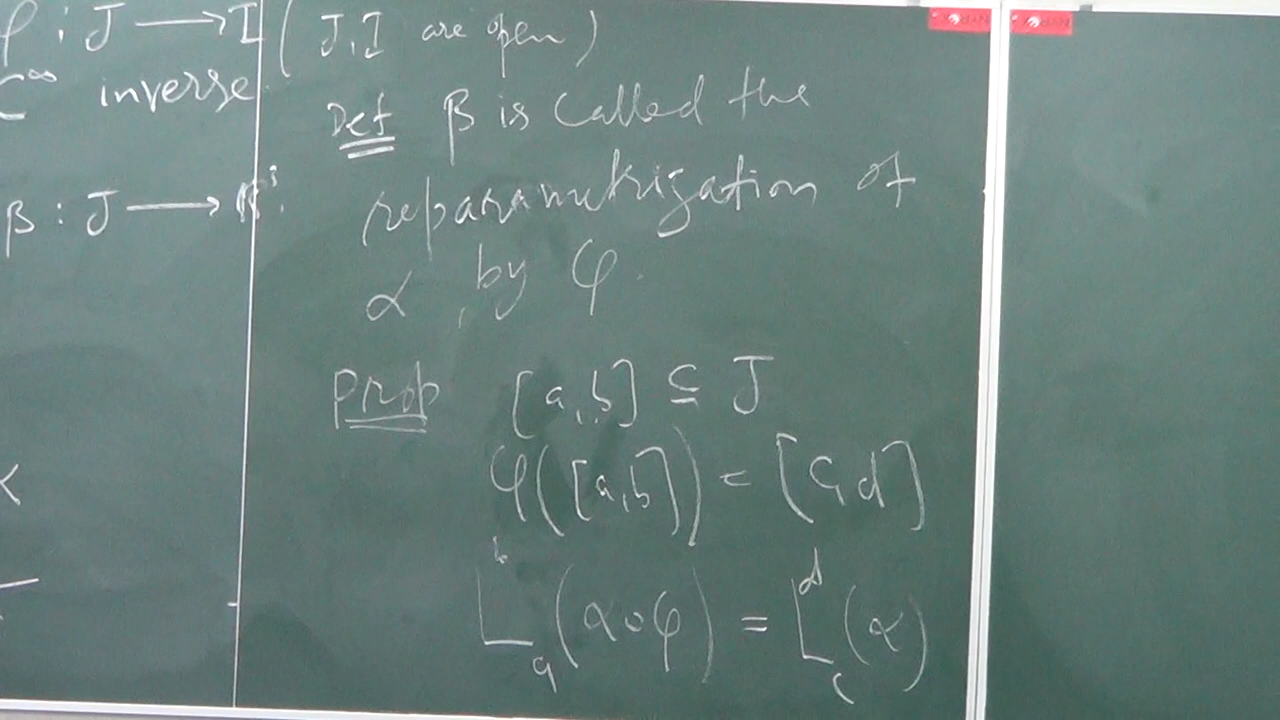 φ : J ⟶ I ( J, I are open )
C^∞ inverse
β : J ⟶ ℝ³
Def β is called the
reparametrization of
α , by φ.
Prop [a,b] ⊆ J
φ([a,b]) = [c,d]
L_a^b (α∘φ) = L_c^d (α)